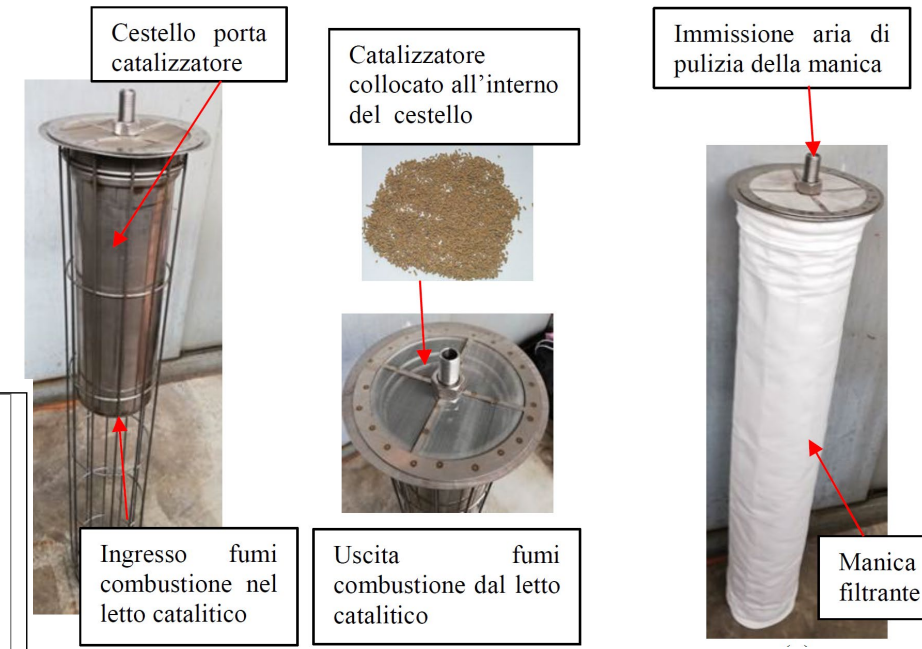 Cestello porta
catalizzatore
Catalizzatore
collocato all'interno
del cestello
Immissione aria di
pulizia della manica
Ingresso fumi
combustione nel
letto catalitico
Uscita fumi
combustione dal letto
catalitico
Manica
filtrante